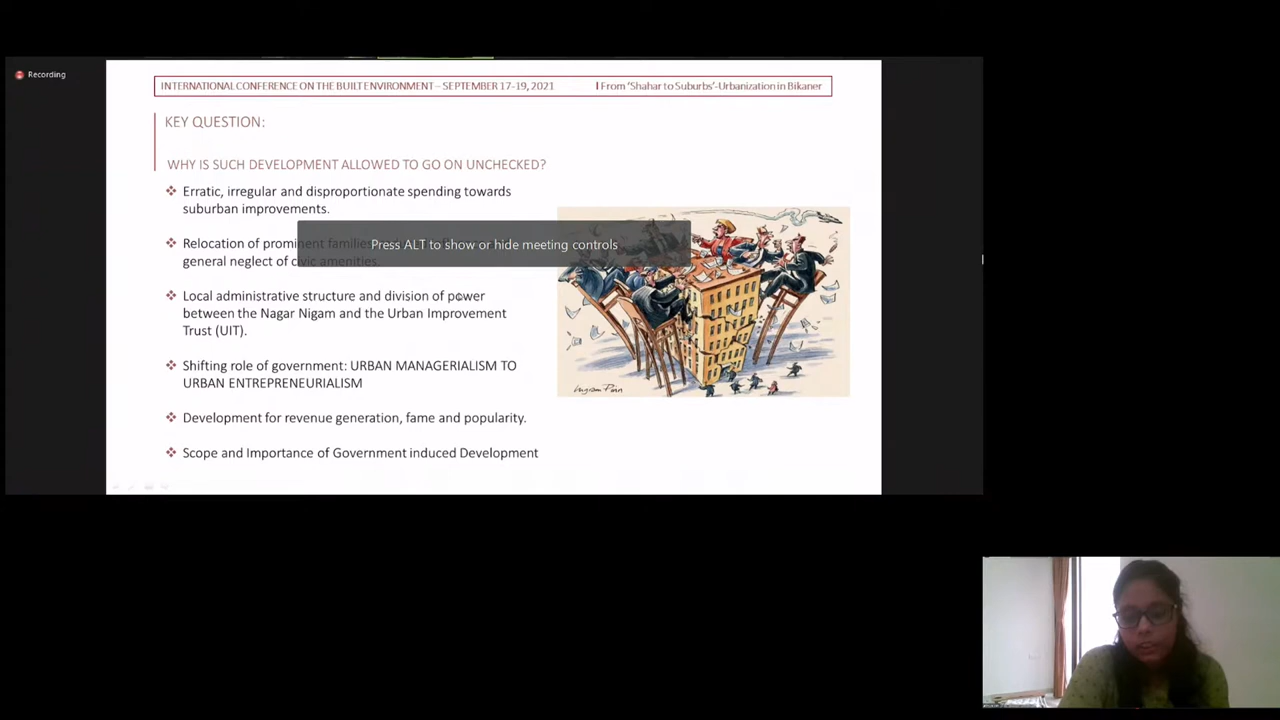 Recording
INTERNATIONAL CONFERENCE ON THE BUILT ENVIRONMENT – SEPTEMBER 17-19, 2021 I From 'Shahar to Suburbs'-Urbanization in Bikaner
KEY QUESTION:
WHY IS SUCH DEVELOPMENT ALLOWED TO GO ON UNCHECKED?
❖ Erratic, irregular and disproportionate spending towards
suburban improvements.
Press ALT to show or hide meeting controls
❖ Relocation of prominent families
general neglect of civic amenities.
❖ Local administrative structure and division of power
between the Nagar Nigam and the Urban Improvement
Trust (UIT).
❖ Shifting role of government: URBAN MANAGERIALISM TO
URBAN ENTREPRENEURIALISM
❖ Development for revenue generation, fame and popularity.
❖ Scope and Importance of Government induced Development